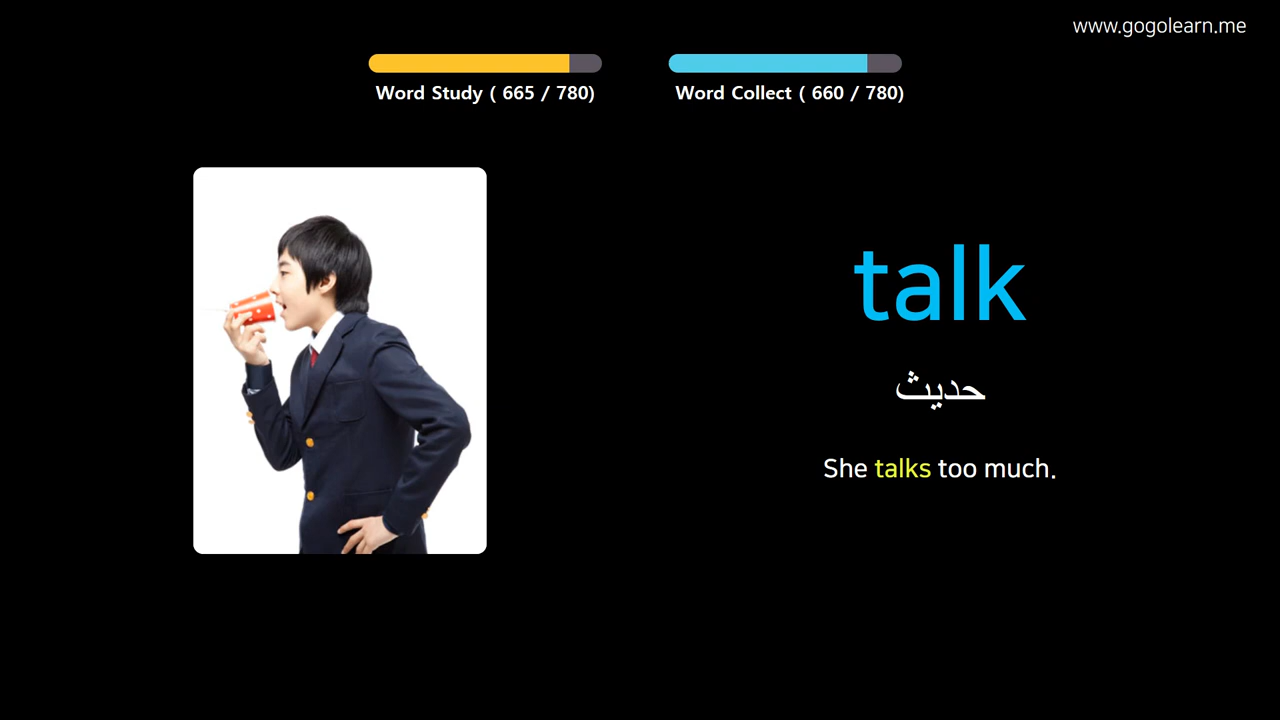 www.gogolearn.me
Word Study ( 665 / 780)
Word Collect ( 660 / 780)
talk
حديث
She talks too much.